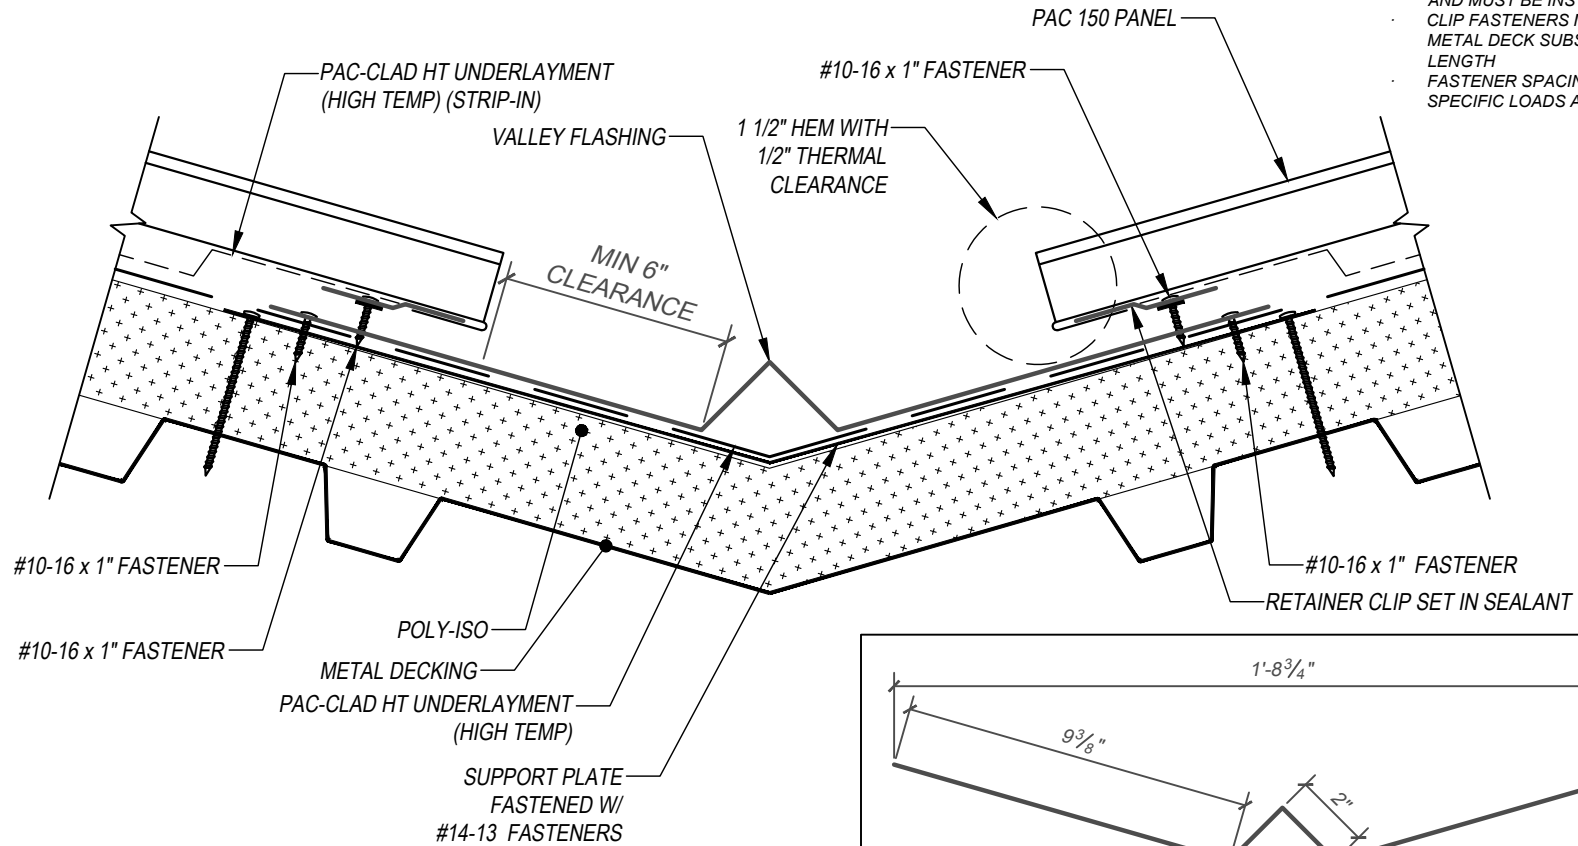 AND MUST BE INS
PAC 150 PANEL
CLIP FASTENERS
METAL DECK SUBS
LENGTH
FASTENER SPACIN
SPECIFIC LOADS A
PAC-CLAD HT UNDERLAYMENT
(HIGH TEMP) (STRIP-IN)
#10-16 x 1" FASTENER
VALLEY FLASHING
1 1/2" HEM WITH
1/2" THERMAL
CLEARANCE
MIN 6"
CLEARANCE
#10-16 x 1" FASTENER
#10-16 x 1" FASTENER
#10-16 x 1" FASTENER
RETAINER CLIP SET IN SEALANT
POLY-ISO
METAL DECKING
PAC-CLAD HT UNDERLAYMENT
(HIGH TEMP)
SUPPORT PLATE
FASTENED W/
#14-13 FASTENERS
1'-8 3/4"
9 3/8"
2"